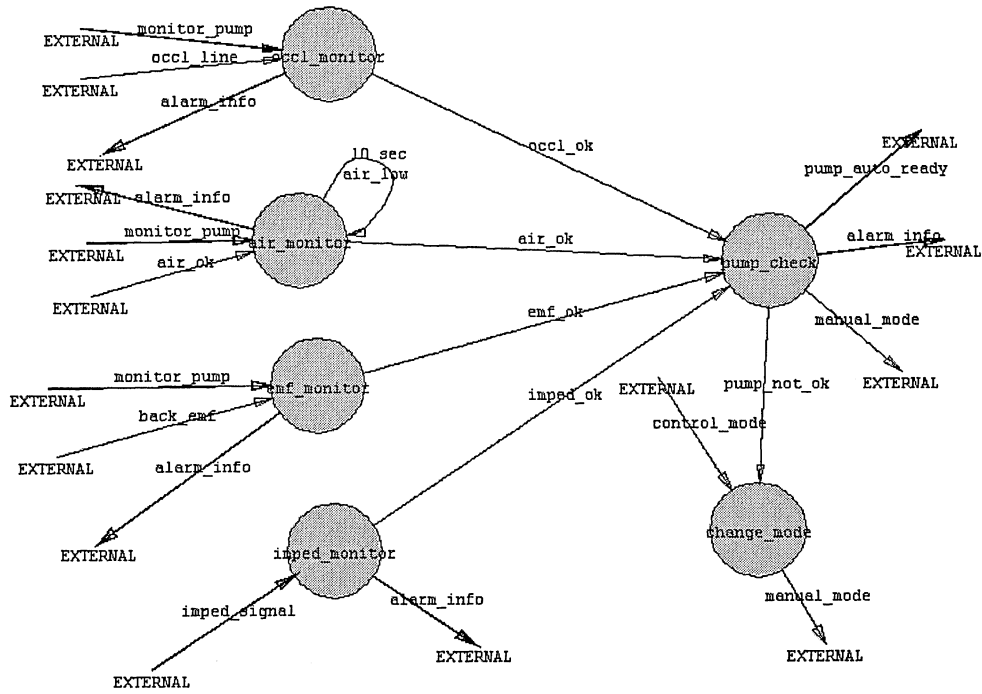 monitor_pump
EXTERNAL
occl_line
occl_monitor
EXTERNAL
alarm_info
EXTERNAL
occl_ok
EXTERNAL
pump_auto_ready
10 sec
air_low
EXTERNAL
alarm_info
monitor_pump
air_monitor
air_ok
alarm_info
EXTERNAL
EXTERNAL
air_ok
pump_check
EXTERNAL
emf_ok
manual_mode
monitor_pump
emf_monitor
EXTERNAL
imped_ok
EXTERNAL
pump_not_ok
EXTERNAL
back_emf
control_mode
EXTERNAL
alarm_info
EXTERNAL
imped_monitor
change_mode
imped_signal
alarm_info
manual_mode
EXTERNAL
EXTERNAL
EXTERNAL